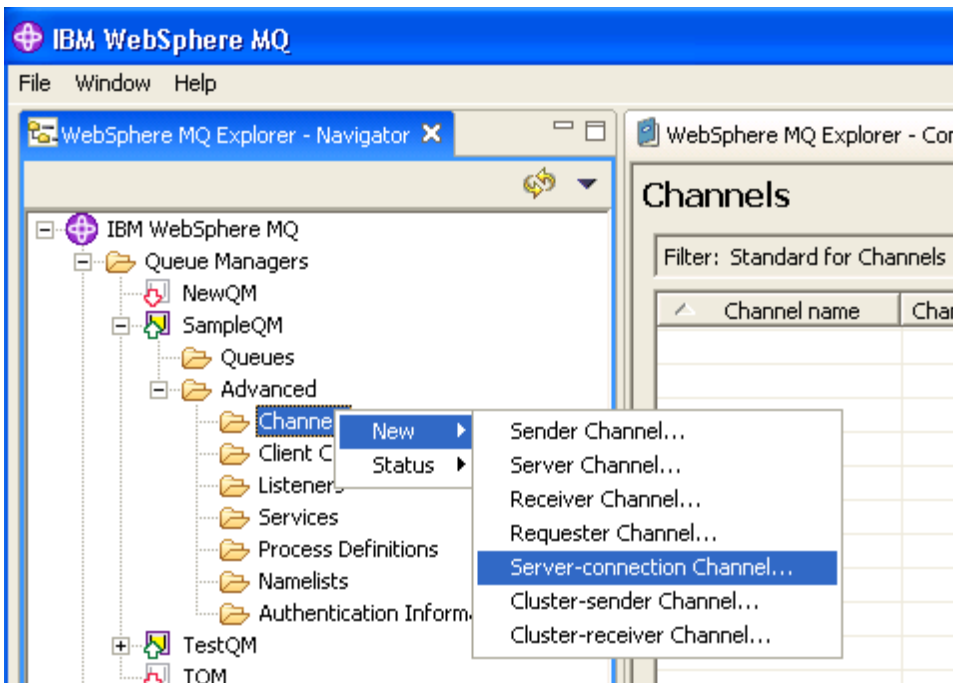 IBM WebSphere MQ
File Window Help
WebSphere MQ Explorer - Navigator
WebSphere MQ Explorer - Con
Channels
Filter: Standard for Channels
Channel name Char
IBM WebSphere MQ
Queue Managers
NewQM
SampleQM
Queues
Advanced
Channe
Client C
Listeners
Services
Process Definitions
Namelists
Authentication Inform
TestQM
TOM
New
Status
Sender Channel...
Server Channel...
Receiver Channel...
Requester Channel...
Server-connection Channel...
Cluster-sender Channel...
Cluster-receiver Channel...